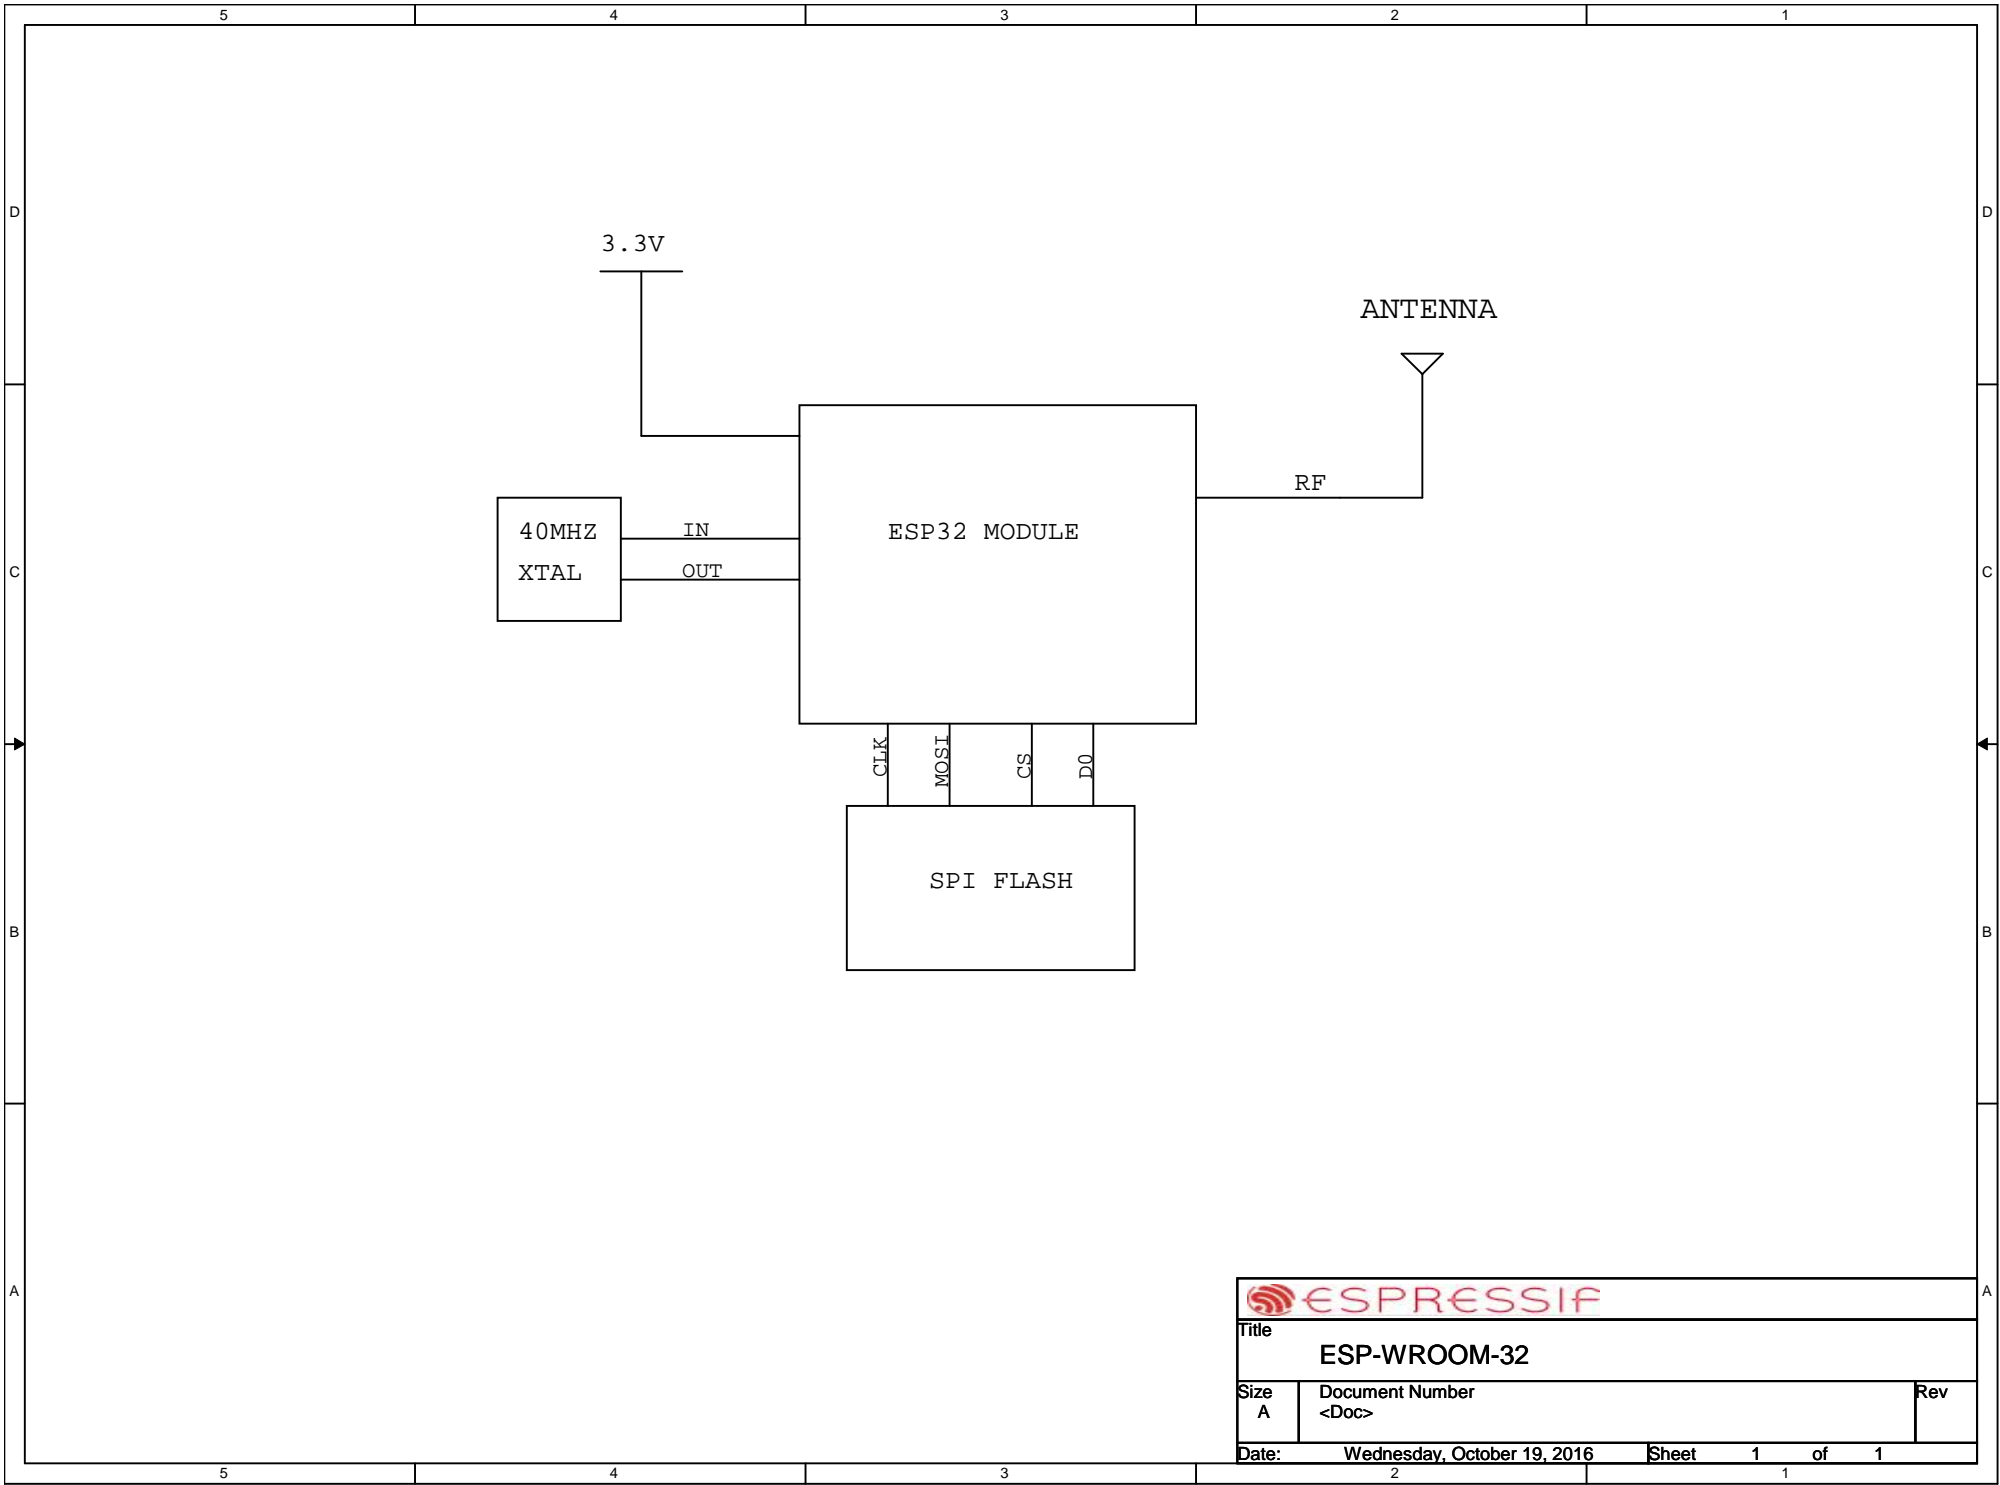 5 4 3 2 1
D D
3.3V
ANTENNA
RF
40MHZ
XTAL
IN
OUT
ESP32 MODULE
C C
CLK
MOSI
CS
D0
SPI FLASH
B B
A A
ESPRESSIF
Title
ESP-WROOM-32
Size
A
Document Number
<Doc>
Rev
Date: Wednesday, October 19, 2016 Sheet 1 of 1
5 4 3 2 1